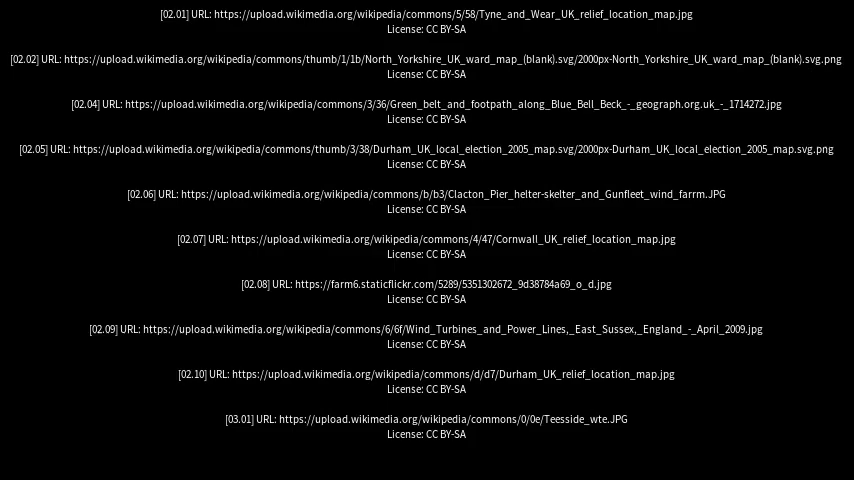 [02.01] URL: https://upload.wikimedia.org/wikipedia/commons/5/58/Tyne_and_Wear_UK_relief_location_map.jpg
License: CC BY-SA
[02.02] URL: https://upload.wikimedia.org/wikipedia/commons/thumb/1/1b/North_Yorkshire_UK_ward_map_(blank).svg/2000px-North_Yorkshire_UK_ward_map_(blank).svg.png
License: CC BY-SA
[02.04] URL: https://upload.wikimedia.org/wikipedia/commons/3/36/Green_belt_and_footpath_along_Blue_Bell_Beck_-_geograph.org.uk_-_1714272.jpg
License: CC BY-SA
[02.05] URL: https://upload.wikimedia.org/wikipedia/commons/thumb/3/38/Durham_UK_local_election_2005_map.svg/2000px-Durham_UK_local_election_2005_map.svg.png
License: CC BY-SA
[02.06] URL: https://upload.wikimedia.org/wikipedia/commons/b/b3/Clacton_Pier_helter-skelter_and_Gunfleet_wind_farrm.JPG
License: CC BY-SA
[02.07] URL: https://upload.wikimedia.org/wikipedia/commons/4/47/Cornwall_UK_relief_location_map.jpg
License: CC BY-SA
[02.08] URL: https://farm6.staticflickr.com/5289/5351302672_9d38784a69_o_d.jpg
License: CC BY-SA
[02.09] URL: https://upload.wikimedia.org/wikipedia/commons/6/6f/Wind_Turbines_and_Power_Lines,_East_Sussex,_England_-_April_2009.jpg
License: CC BY-SA
[02.10] URL: https://upload.wikimedia.org/wikipedia/commons/d/d7/Durham_UK_relief_location_map.jpg
License: CC BY-SA
[03.01] URL: https://upload.wikimedia.org/wikipedia/commons/0/0e/Teesside_wte.JPG
License: CC BY-SA